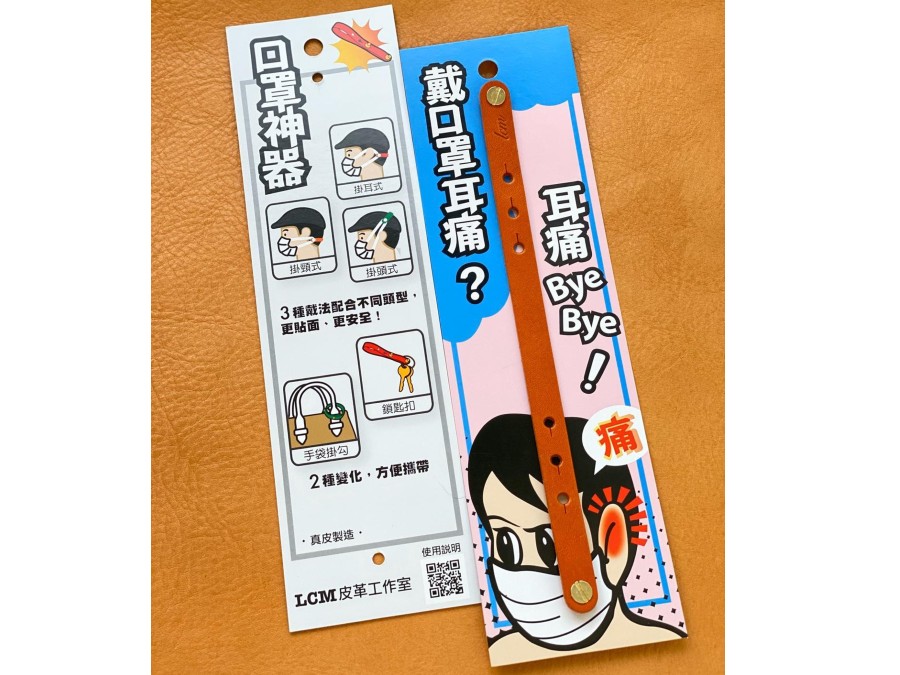 口罩神器
掛耳式
掛頸式
掛頭式
3種戴法配合不同頭型，
更貼面、更安全！
鎖匙扣
手袋掛勾
2種變化，方便攜帶
·真皮製造·
使用説明
LCM皮革工作室
戴口罩耳痛？
lcm
耳痛
Bye
Bye
！
痛